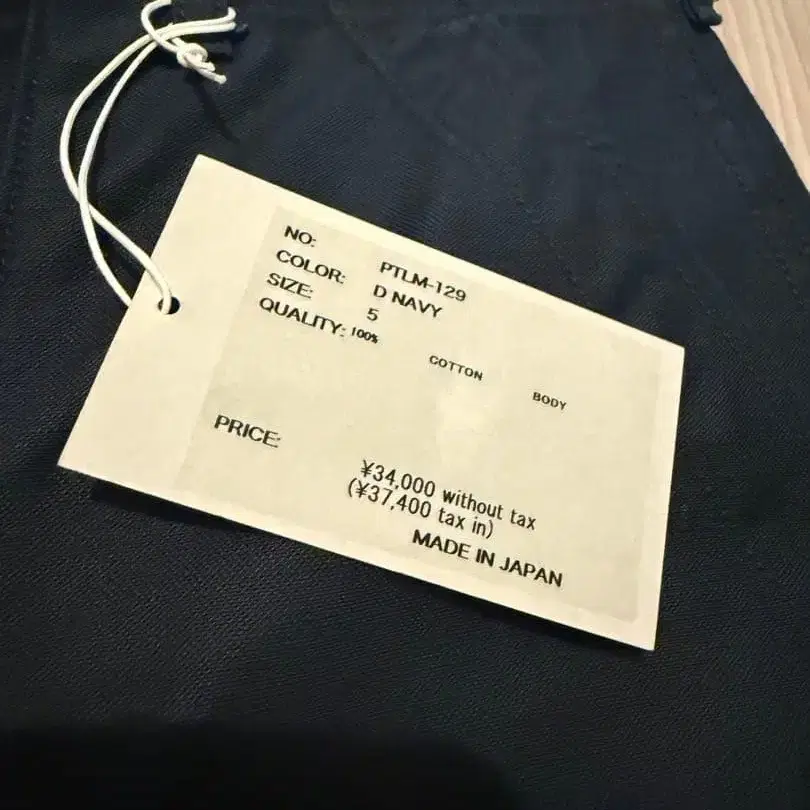 NO: PTLM-129
COLOR: D NAVY
SIZE: 5
QUALITY: 100% COTTON BODY
PRICE: ¥34,000 without tax
(¥37,400 tax in)
MADE IN JAPAN